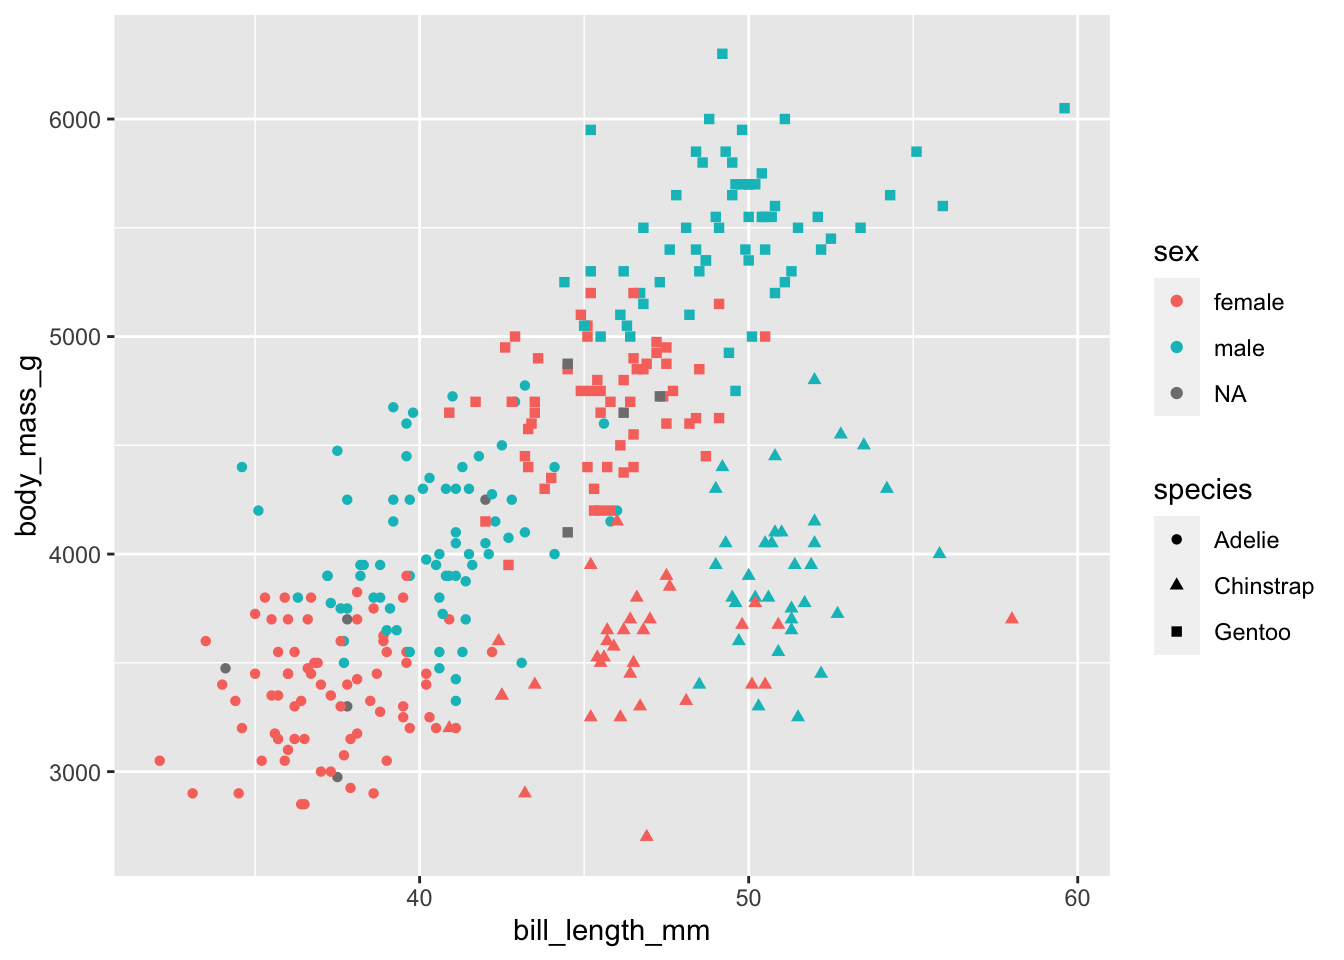 6000
5000
4000
3000
body_mass_g
40
50
60
bill_length_mm
sex
female
male
NA
species
Adelie
Chinstrap
Gentoo